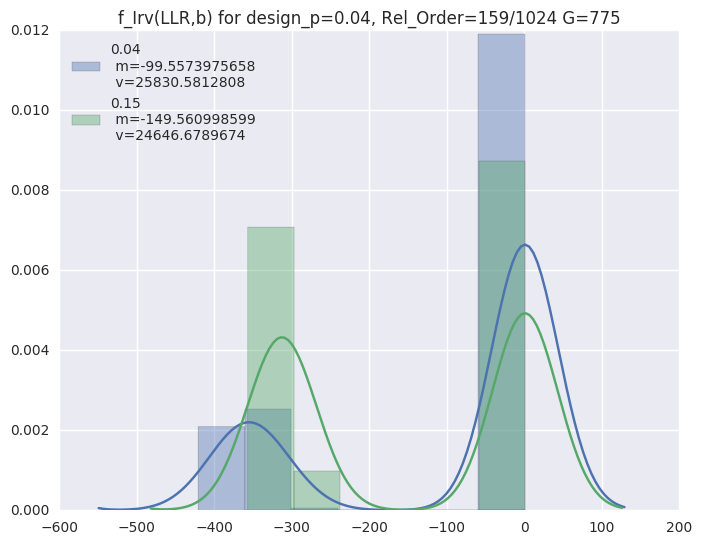 f_Irv(LLR,b) for design_p=0.04, Rel_Order=159/1024 G=775
0.012
0.010
0.008
0.006
0.004
0.002
0.000
0.04
m=-99.5573975658
v=25830.5812808
0.15
m=-149.560998599
v=24646.6789674
−600 −500 −400 −300 −200 −100 0 100 200